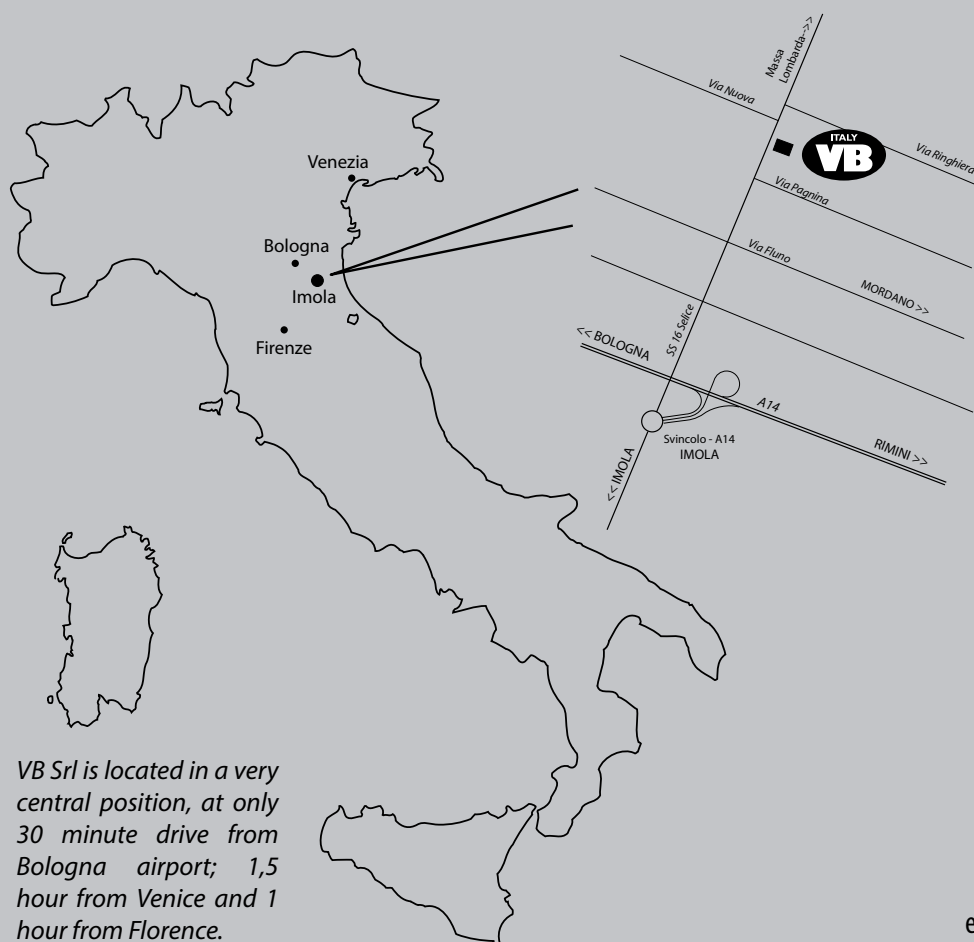 Venezia
Bologna
Imola
Firenze
Massa
Lombarda-->>
Via Nuova
ITALY
VB
Via Ringhiera
Via Pagnina
Via Fluno
MORDANO >>
SS 16 Selice
<< BOLOGNA
A14
RIMINI >>
Svincolo - A14
IMOLA
<< IMOLA
VB Srl is located in a very
central position, at only
30 minute drive from
Bologna airport; 1,5
hour from Venice and 1
hour from Florence.
e